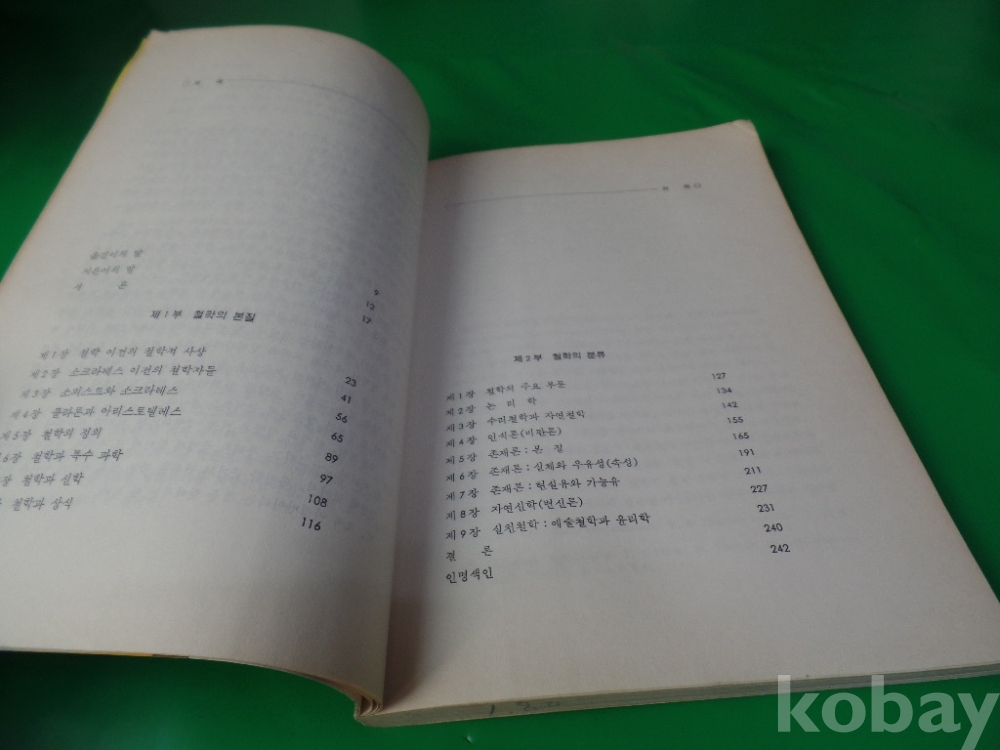 옮긴이의 말 9
지은이의 말 12
서 론 17
제1부 철학의 본질
제1장 철학 이전의 철학적 사상 23
제2장 소크라테스 이전의 철학자들 41
제3장 소피스트와 소크라테스 56
제4장 플라톤과 아리스토텔레스 65
제5장 철학의 정의 89
6장 철학과 특수 과학 97
장 철학과 신학 108
철학과 상식 116
목 록
제2부 철학의 분류
제1장 철학의 주요 부문 127
제2장 논 리 학 134
제3장 수리철학과 자연철학 142
제4장 인식론(비판론) 155
제5장 존재론:본 질 165
제6장 존재론:실체와 우유성(속성) 191
제7장 존재론:현실유와 가능유 211
제8장 자연신학(변신론) 227
제9장 실천철학:예술철학과 윤리학 231
결 론 240
인명색인 242
kobay